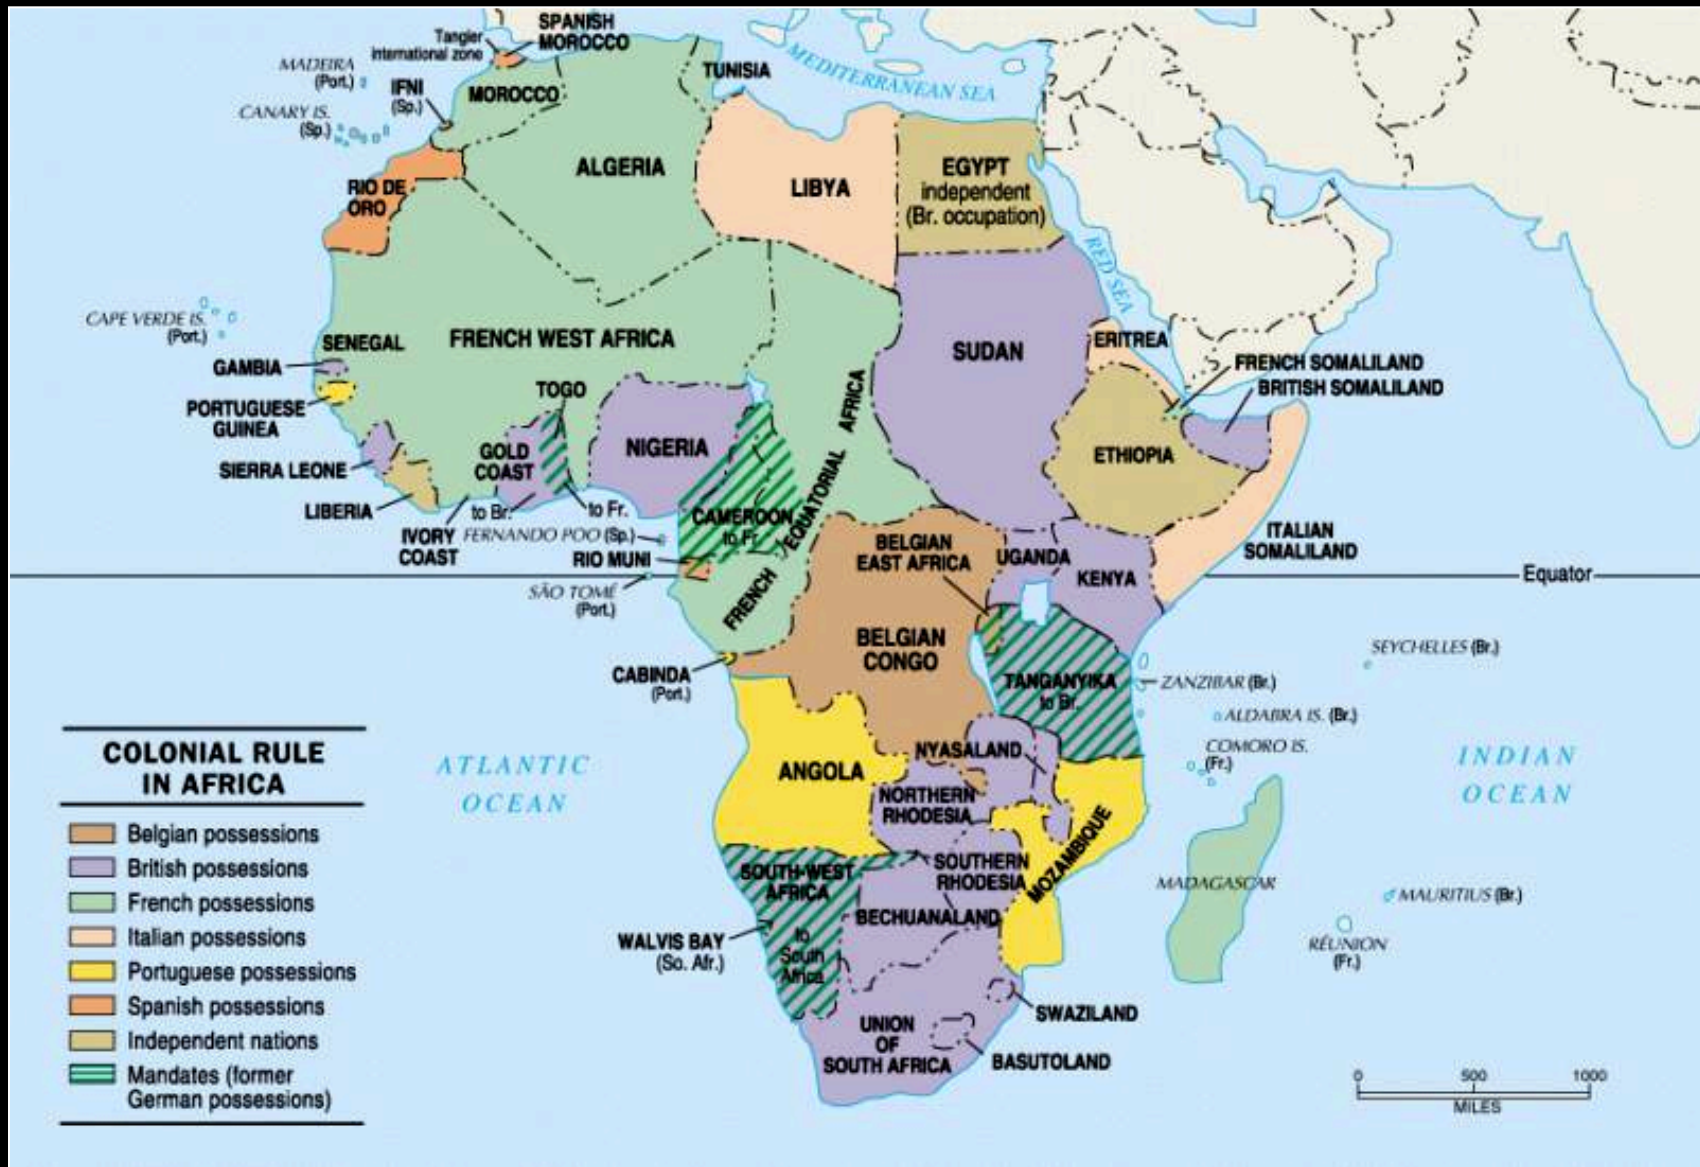 SPANISH
MOROCCO
Tangier
international zone
MADEIRA
(Port.)
IFNI
(Sp.)
CANARY IS.
(Sp.)
MOROCCO
TUNISIA
MEDITERRANEAN SEA
ALGERIA
LIBYA
EGYPT
independent
(Br. occupation)
RIO DE
ORO
RED SEA
CAPE VERDE IS.
(Port.)
SENEGAL
FRENCH WEST AFRICA
SUDAN
ERITREA
GAMBIA
FRENCH SOMALILAND
BRITISH SOMALILAND
PORTUGUESE
GUINEA
TOGO
NIGERIA
GOLD
COAST
ETHIOPIA
SIERRA LEONE
LIBERIA
to Br.
to Fr.
IVORY
COAST
FERNANDO POO (Sp.)
CAMEROON
to Fr.
FRENCH EQUATORIAL AFRICA
RIO MUNI
BELGIAN
EAST AFRICA
UGANDA
KENYA
ITALIAN
SOMALILAND
Equator
SÃO TOMÉ
(Port.)
BELGIAN
CONGO
SEYCHELLES (Br.)
CABINDA
(Port.)
TANGANYIKA
to Br.
ZANZIBAR (Br.)
ALDABRA IS. (Br.)
COMORO IS.
(Fr.)
NYASALAND
ANGOLA
ATLANTIC
OCEAN
INDIAN
OCEAN
NORTHERN
RHODESIA
MOZAMBIQUE
SOUTHERN
RHODESIA
SOUTH-WEST
AFRICA
to
South
Africa
BECHUANALAND
MADAGASCAR
MAURITIUS (Br.)
RÉUNION
(Fr.)
WALVIS BAY
(So. Afr.)
SWAZILAND
UNION
OF
SOUTH AFRICA
BASUTOLAND
COLONIAL RULE
IN AFRICA
Belgian possessions
British possessions
French possessions
Italian possessions
Portuguese possessions
Spanish possessions
Independent nations
Mandates (former
German possessions)
0 500 1000
MILES